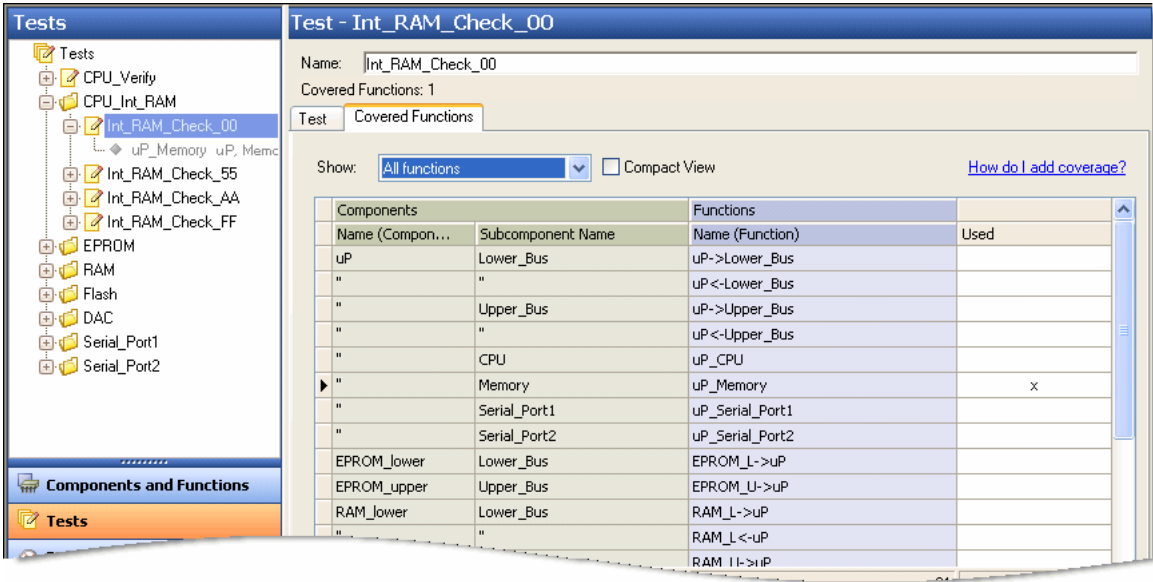 Tests
Tests
CPU_Verify
CPU_Int_RAM
Int_RAM_Check_00
uP_Memory uP, Memc
Int_RAM_Check_55
Int_RAM_Check_AA
Int_RAM_Check_FF
EPROM
RAM
Flash
DAC
Serial_Port1
Serial_Port2
Components and Functions
Tests
Test - Int_RAM_Check_00
Name: Int_RAM_Check_00
Covered Functions: 1
Test Covered Functions
Show: All functions Compact View How do I add coverage?
Components Functions
Name (Compon... Subcomponent Name Name (Function) Used
uP Lower_Bus uP->Lower_Bus
" " uP<-Lower_Bus
" Upper_Bus uP->Upper_Bus
" " uP<-Upper_Bus
" CPU uP_CPU
" Memory uP_Memory x
" Serial_Port1 uP_Serial_Port1
" Serial_Port2 uP_Serial_Port2
EPROM_lower Lower_Bus EPROM_L->uP
EPROM_upper Upper_Bus EPROM_U->uP
RAM_lower Lower_Bus RAM_L->uP
" " RAM_L<-uP
RAM_U->uP